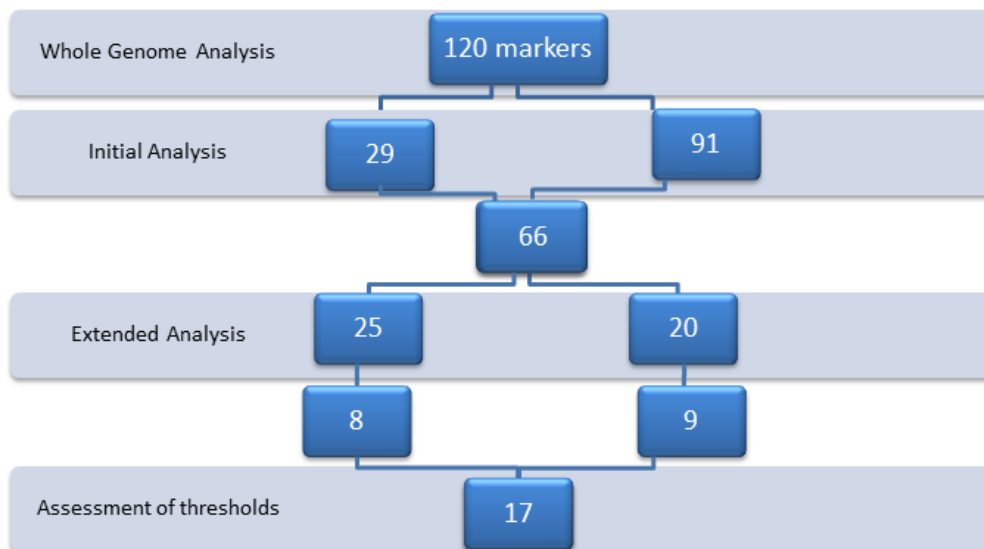 Whole Genome Analysis
120 markers
Initial Analysis
29
91
66
Extended Analysis
25
20
8
9
Assessment of thresholds
17